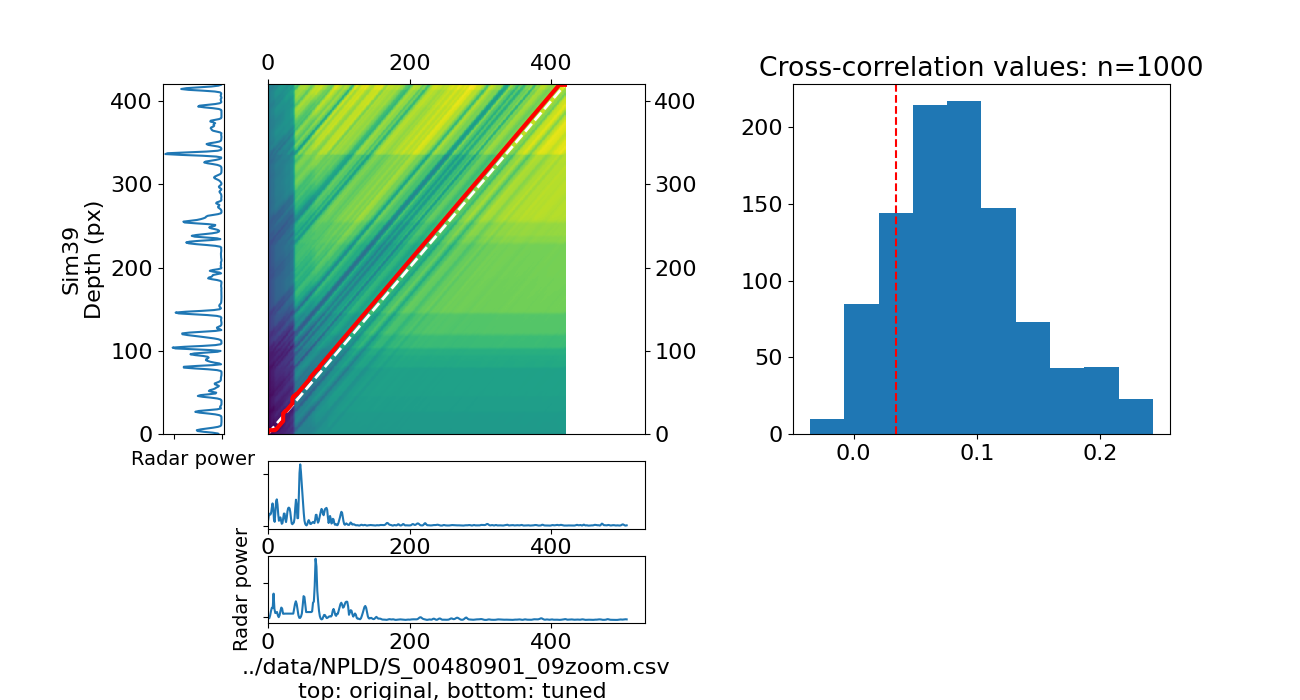 0 200 400
Cross-correlation values: n=1000
400
300
200
100
0
Sim39
Depth (px)
400
300
200
100
0
200
150
100
50
0
0.0 0.1 0.2
Radar power
0 200 400
Radar power
0 200 400
../data/NPLD/S_00480901_09zoom.csv
top: original, bottom: tuned